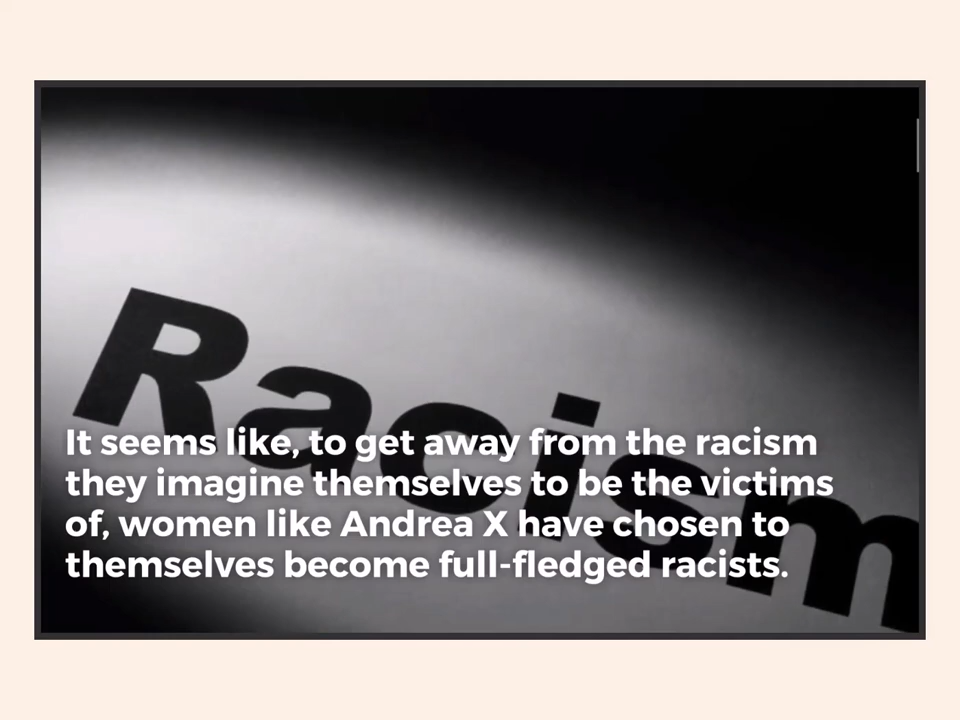 Racism
It seems like, to get away from the racism
they imagine themselves to be the victims
of, women like Andrea X have chosen to
themselves become full-fledged racists.